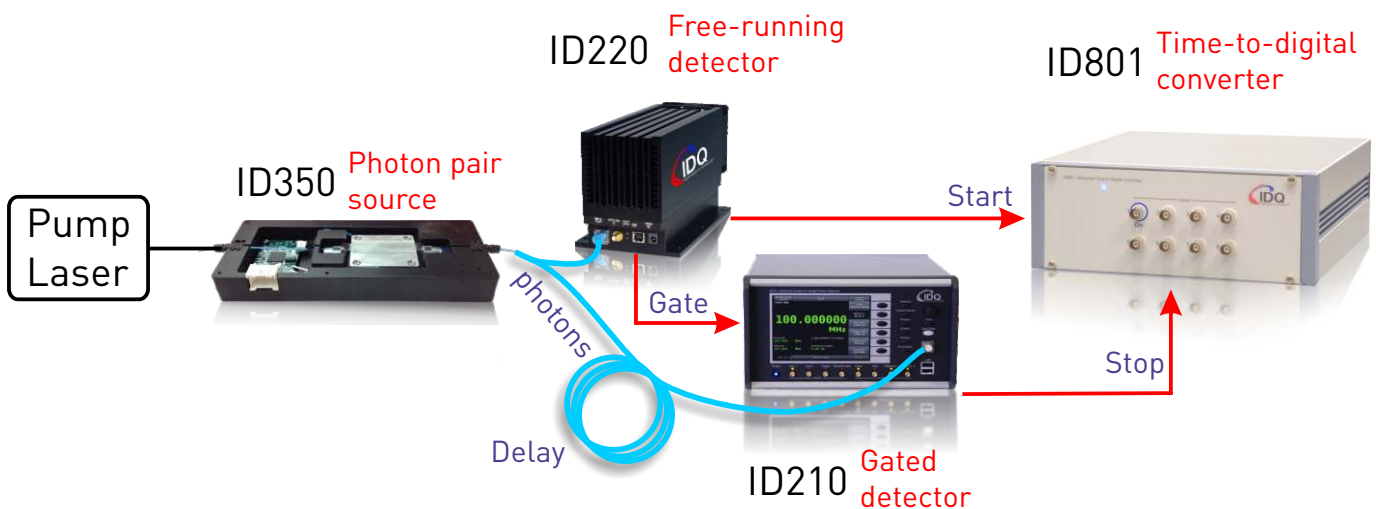 ID220
Free-running
detector
ID801
Time-to-digital
converter
ID350
Photon pair
source
Pump
Laser
IDQ
Start
IDQ
photons
Gate
IDQ
100.000000
MHz
Stop
Delay
ID210
Gated
detector